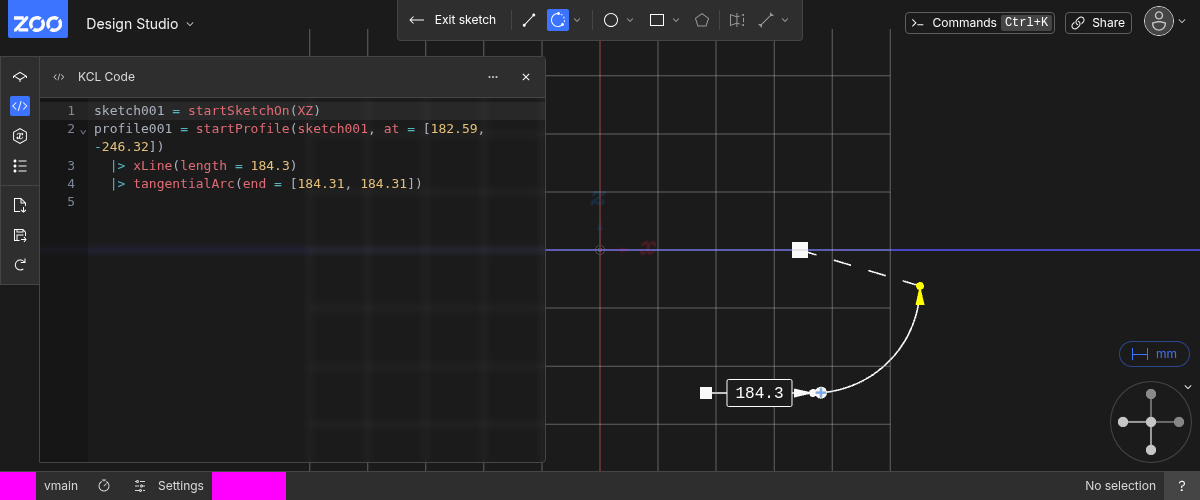 ZOO
Design Studio
Exit sketch
Commands Ctrl+K
Share
KCL Code
1 sketch001 = startSketchOn(XZ)
2 profile001 = startProfile(sketch001, at = [182.59,
-246.32])
3 |> xLine(length = 184.3)
4 |> tangentialArc(end = [184.31, 184.31])
5
z
x
184.3
mm
vmain
Settings
No selection
?